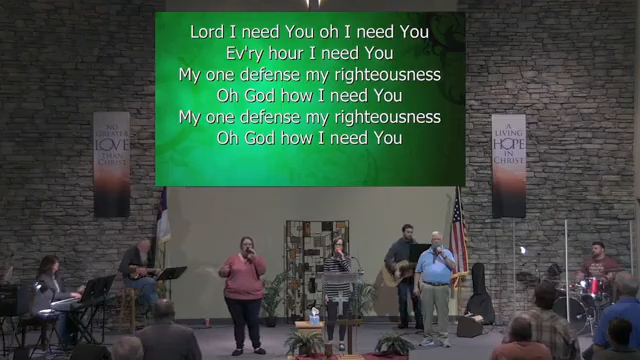 Lord I need You oh I need You
Ev'ry hour I need You
My one defense my righteousness
Oh God how I need You
My one defense my righteousness
Oh God how I need You
NO
GREATER
LOVE
THAN
CHRIST
A
LIVING
HOPE
IN
CHRIST